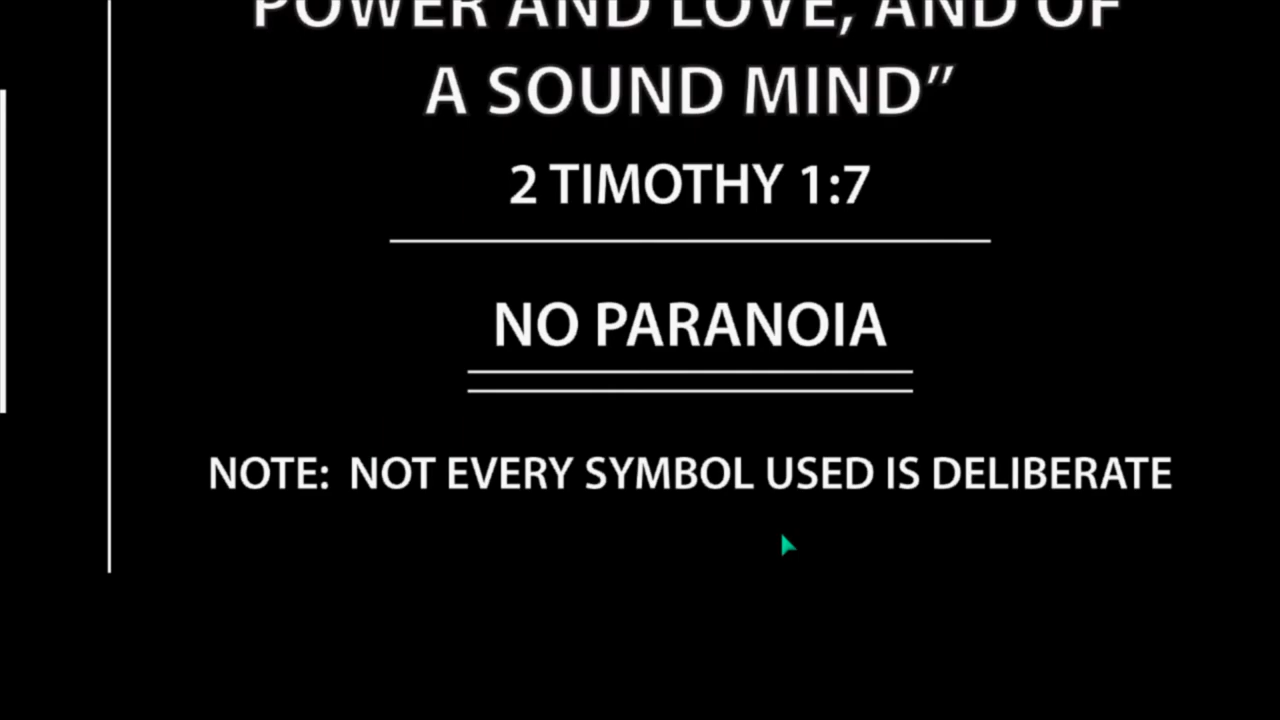 POWER AND LOVE, AND OF
A SOUND MIND”
2 TIMOTHY 1:7
NO PARANOIA
NOTE: NOT EVERY SYMBOL USED IS DELIBERATE